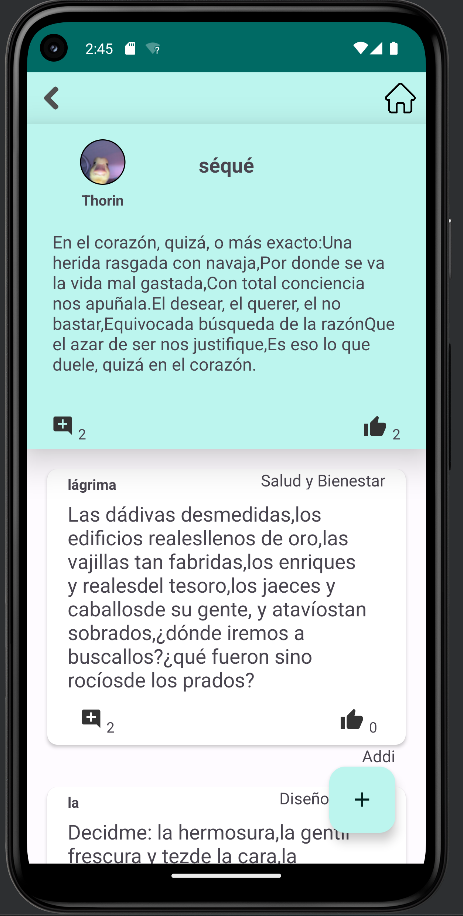 2:45
séqué
Thorin
En el corazón, quizá, o más exacto:Una
herida rasgada con navaja,Por donde se va
la vida mal gastada,Con total conciencia
nos apuñala.El desear, el querer, el no
bastar,Equivocada búsqueda de la razónQue
el azar de ser nos justifique,Es eso lo que
duele, quizá en el corazón.
2 2
lágrima Salud y Bienestar
Las dádivas desmedidas,los
edificios realesllenos de oro,las
vajillas tan fabridas,los enriques
y realesdel tesoro,los jaeces y
caballosde su gente, y atavíostan
sobrados,¿dónde iremos a
buscallos?¿qué fueron sino
rocíosde los prados?
2 0
Addi
la Diseño
+
Decidme: la hermosura,la gentil
frescura y tezde la cara,la